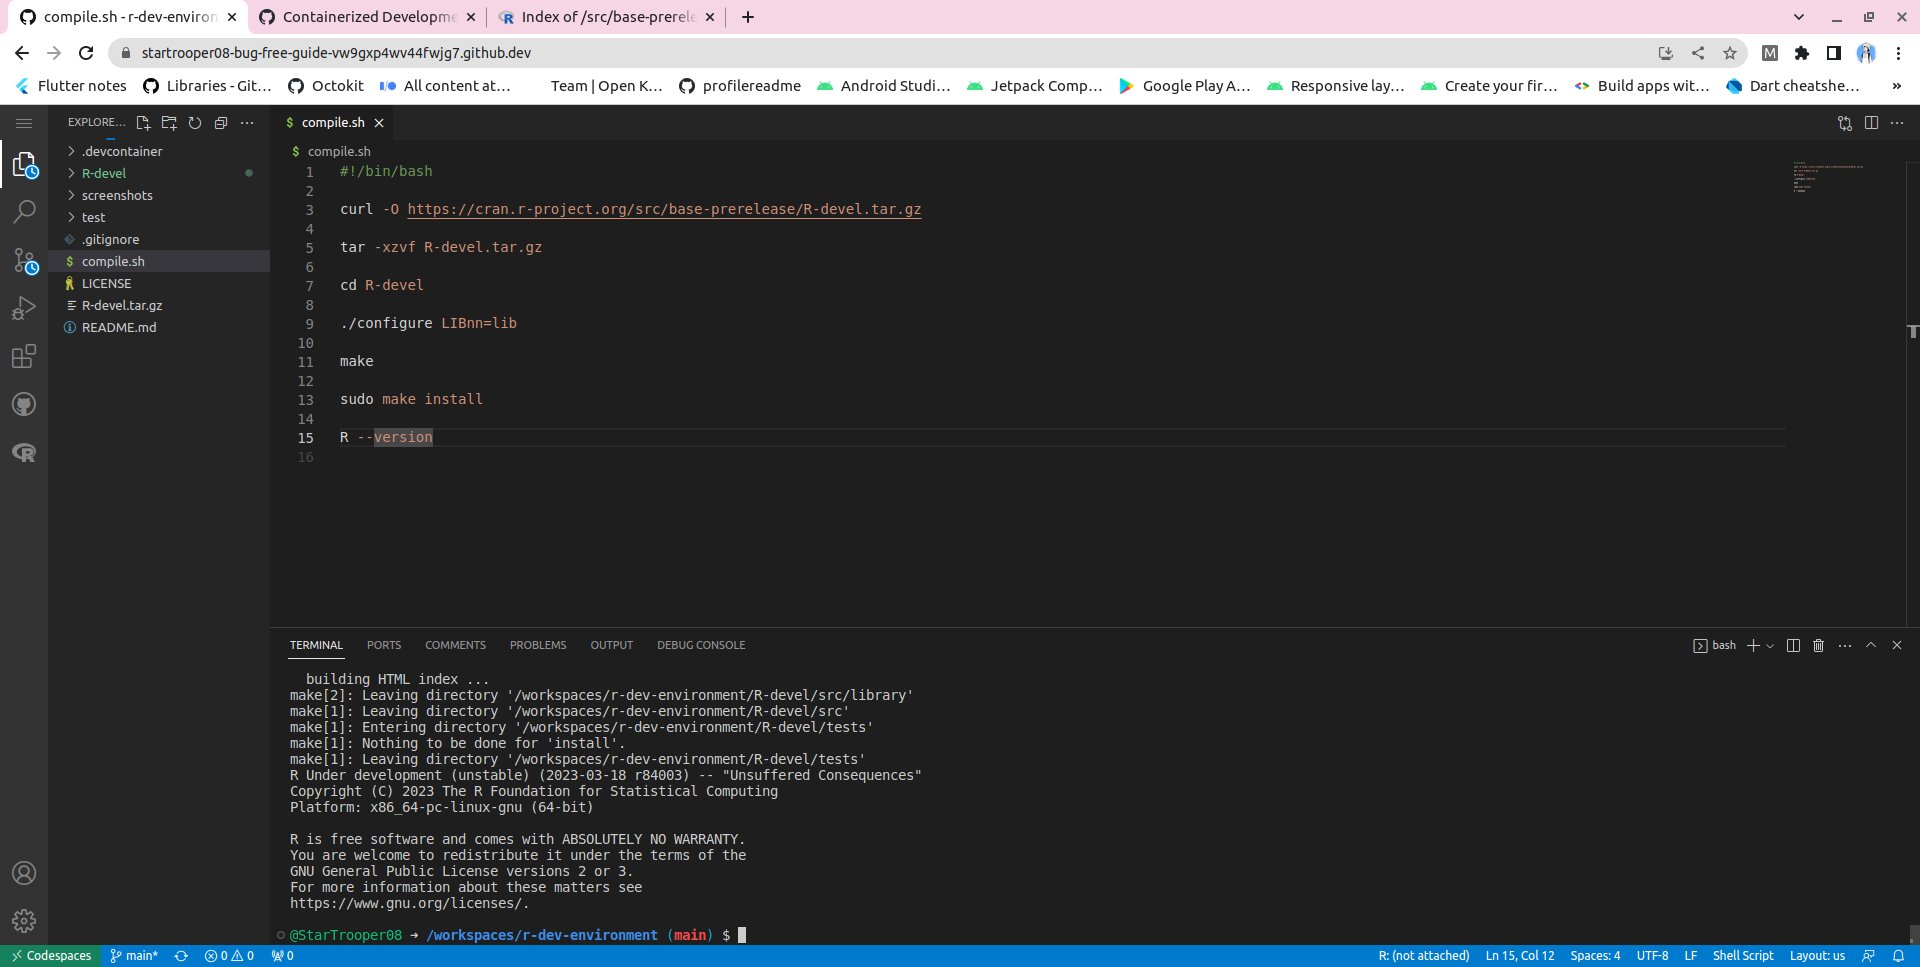 compile.sh - r-dev-environ
Containerized Developme
Index of /src/base-prerele
startrooper08-bug-free-guide-vw9gxp4wv44fwjg7.github.dev
M
Flutter notes
Libraries - Git...
Octokit
All content at...
Team | Open K...
profilereadme
Android Studi...
Jetpack Comp...
Google Play A...
Responsive lay...
Create your fir...
Build apps wit...
Dart cheatshe...
»
EXPLORE...
.devcontainer
R-devel
screenshots
test
.gitignore
$ compile.sh
LICENSE
R-devel.tar.gz
README.md
$ compile.sh
$ compile.sh
1 #!/bin/bash
2
3 curl -O https://cran.r-project.org/src/base-prerelease/R-devel.tar.gz
4
5 tar -xzvf R-devel.tar.gz
6
7 cd R-devel
8
9 ./configure LIBnn=lib
10
11 make
12
13 sudo make install
14
15 R --version
16
TERMINAL PORTS COMMENTS PROBLEMS OUTPUT DEBUG CONSOLE
bash
building HTML index ...
make[2]: Leaving directory '/workspaces/r-dev-environment/R-devel/src/library'
make[1]: Leaving directory '/workspaces/r-dev-environment/R-devel/src'
make[1]: Entering directory '/workspaces/r-dev-environment/R-devel/tests'
make[1]: Nothing to be done for 'install'.
make[1]: Leaving directory '/workspaces/r-dev-environment/R-devel/tests'
R Under development (unstable) (2023-03-18 r84003) -- "Unsuffered Consequences"
Copyright (C) 2023 The R Foundation for Statistical Computing
Platform: x86_64-pc-linux-gnu (64-bit)
R is free software and comes with ABSOLUTELY NO WARRANTY.
You are welcome to redistribute it under the terms of the
GNU General Public License versions 2 or 3.
For more information about these matters see
https://www.gnu.org/licenses/.
@StarTrooper08 ➜ /workspaces/r-dev-environment (main) $
Codespaces main* 0 0 0
R: (not attached) Ln 15, Col 12 Spaces: 4 UTF-8 LF Shell Script Layout: us